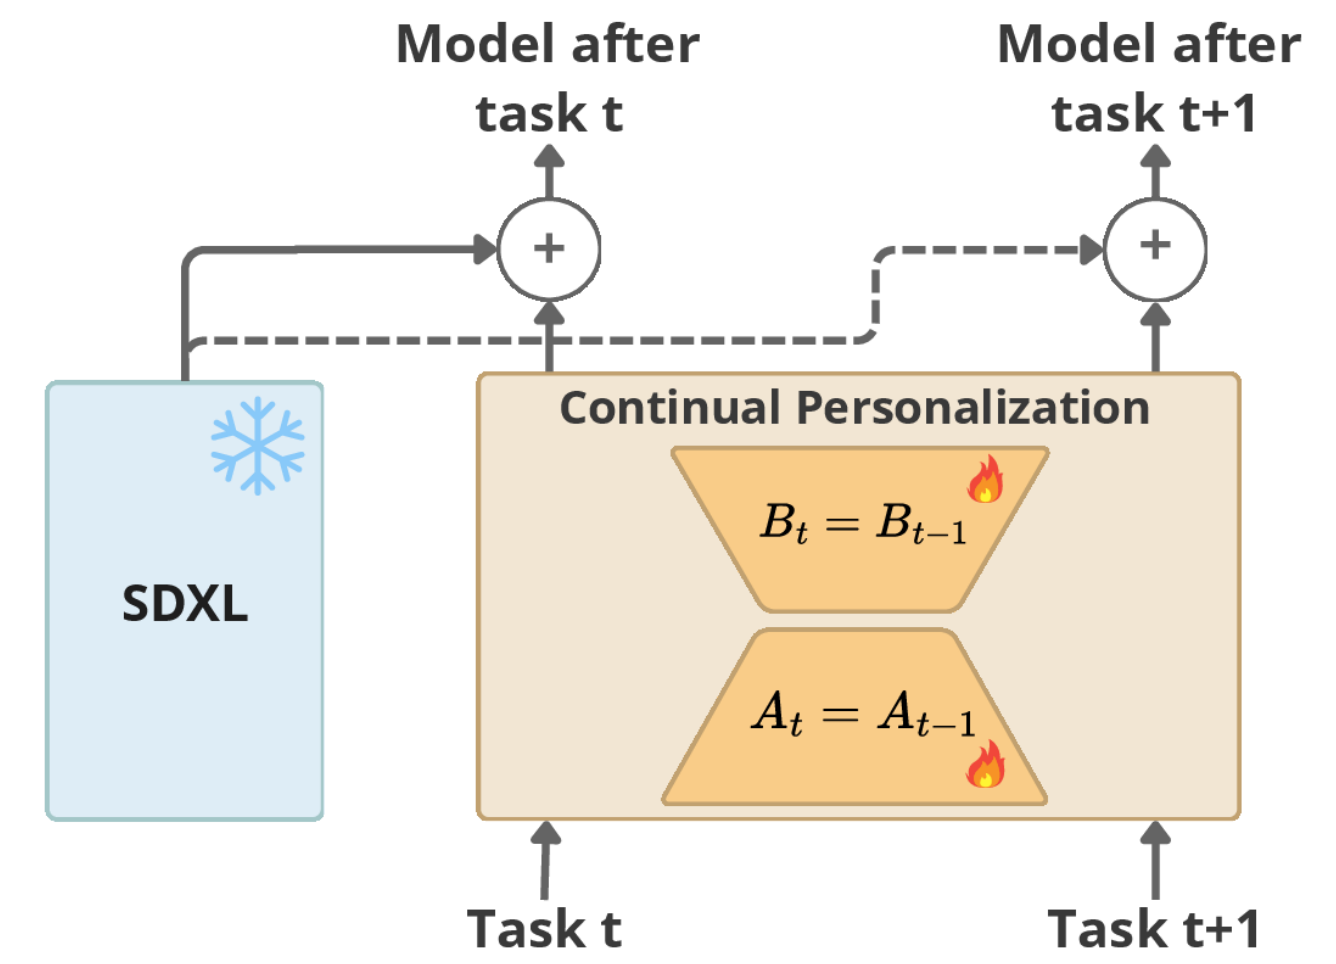 Model after
task t
Model after
task t+1
+
+
Continual Personalization
B_t = B_{t-1}
SDXL
A_t = A_{t-1}
Task t
Task t+1